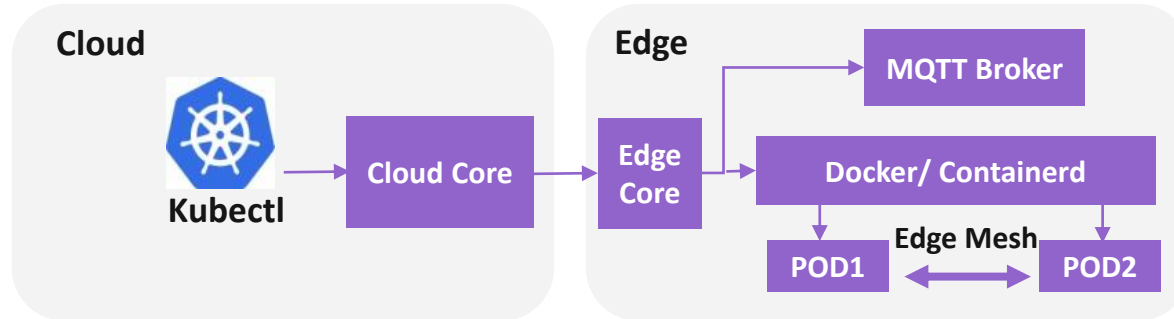 Cloud
Kubectl
Cloud Core
Edge
Edge
Core
MQTT Broker
Docker/ Containerd
Edge Mesh
POD1
POD2